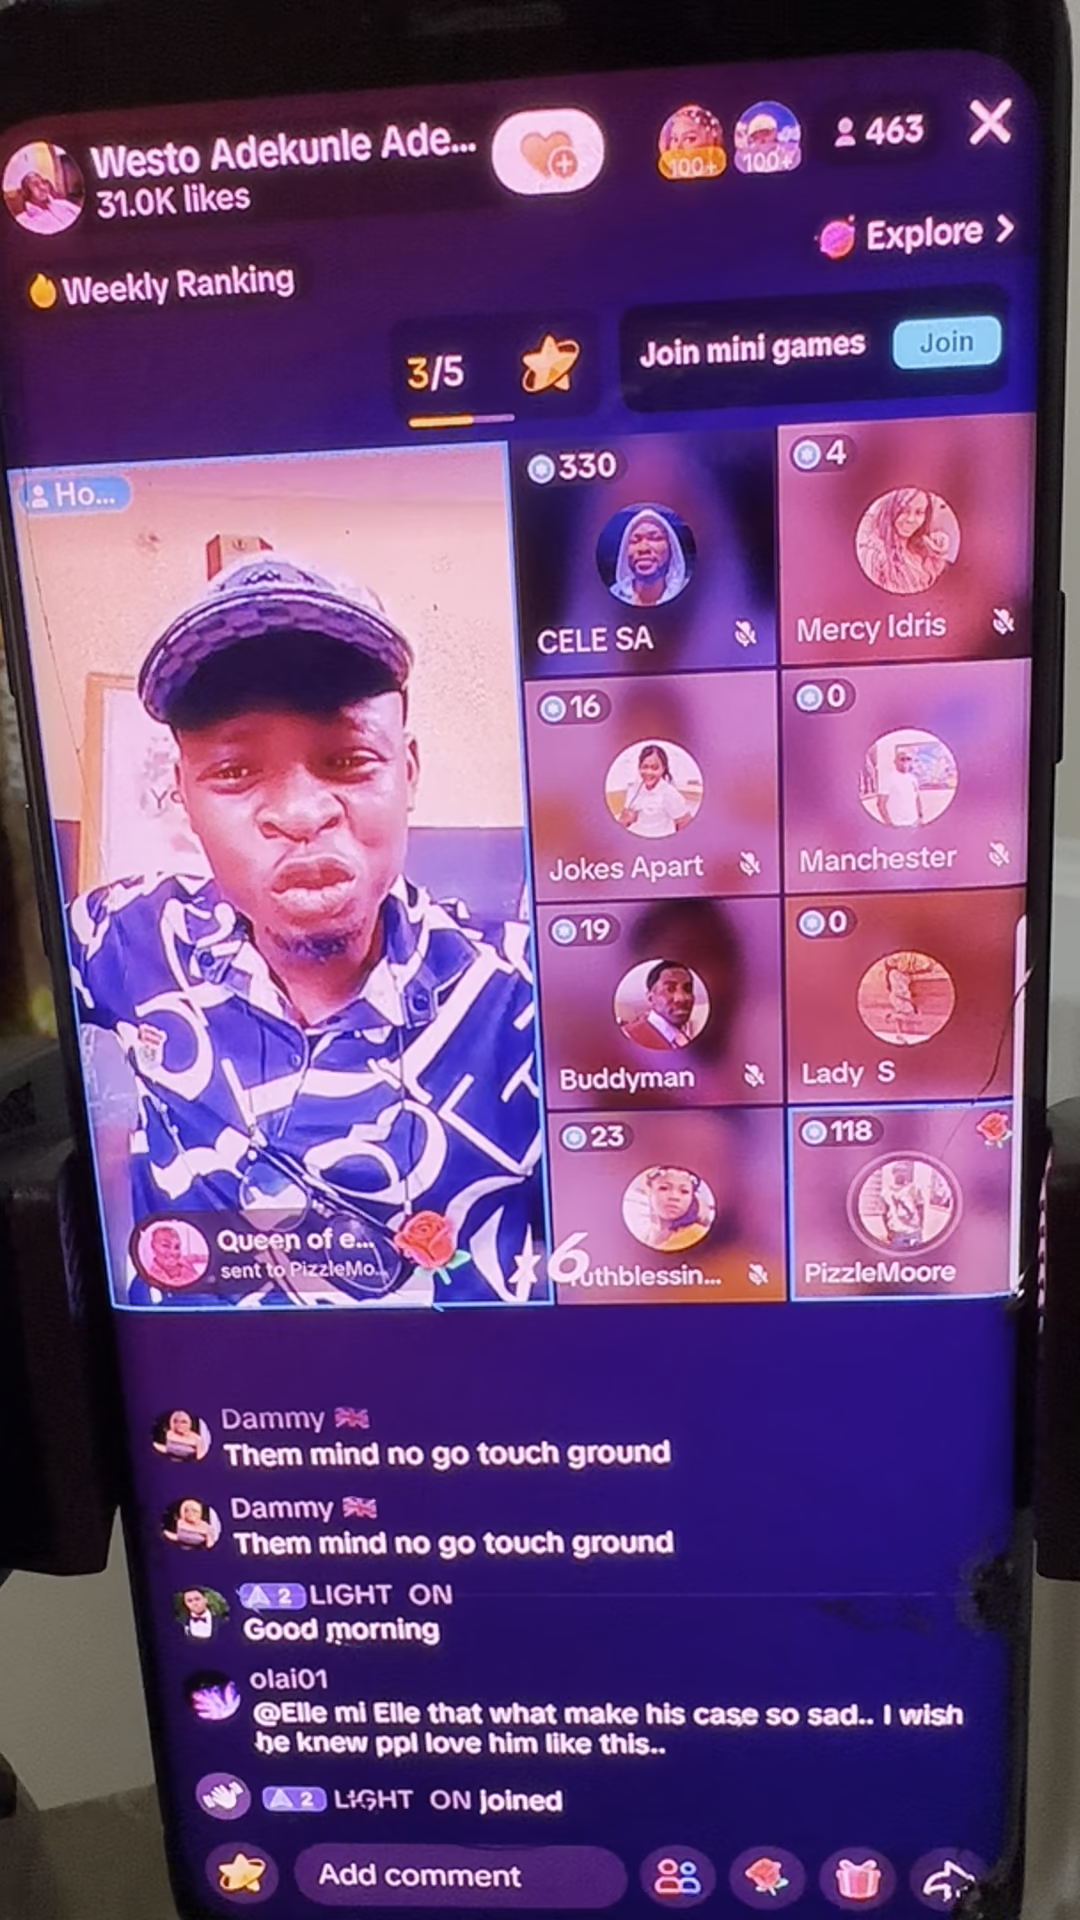 Westo Adekunle Ade...
31.0K likes
100+
100+
463
Explore >
Weekly Ranking
3/5
Join mini games
Join
Ho...
330
CELE SA
4
Mercy Idris
16
Jokes Apart
0
Manchester
19
Buddyman
0
Lady S
23
uthblessin...
118
PizzleMoore
Queen of e...
sent to PizzleMo...
x6
Dammy
Them mind no go touch ground
Dammy
Them mind no go touch ground
2 LIGHT ON
Good morning
olai01
@Elle mi Elle that what make his case so sad.. I wish
he knew ppl love him like this..
2 LIGHT ON joined
Add comment